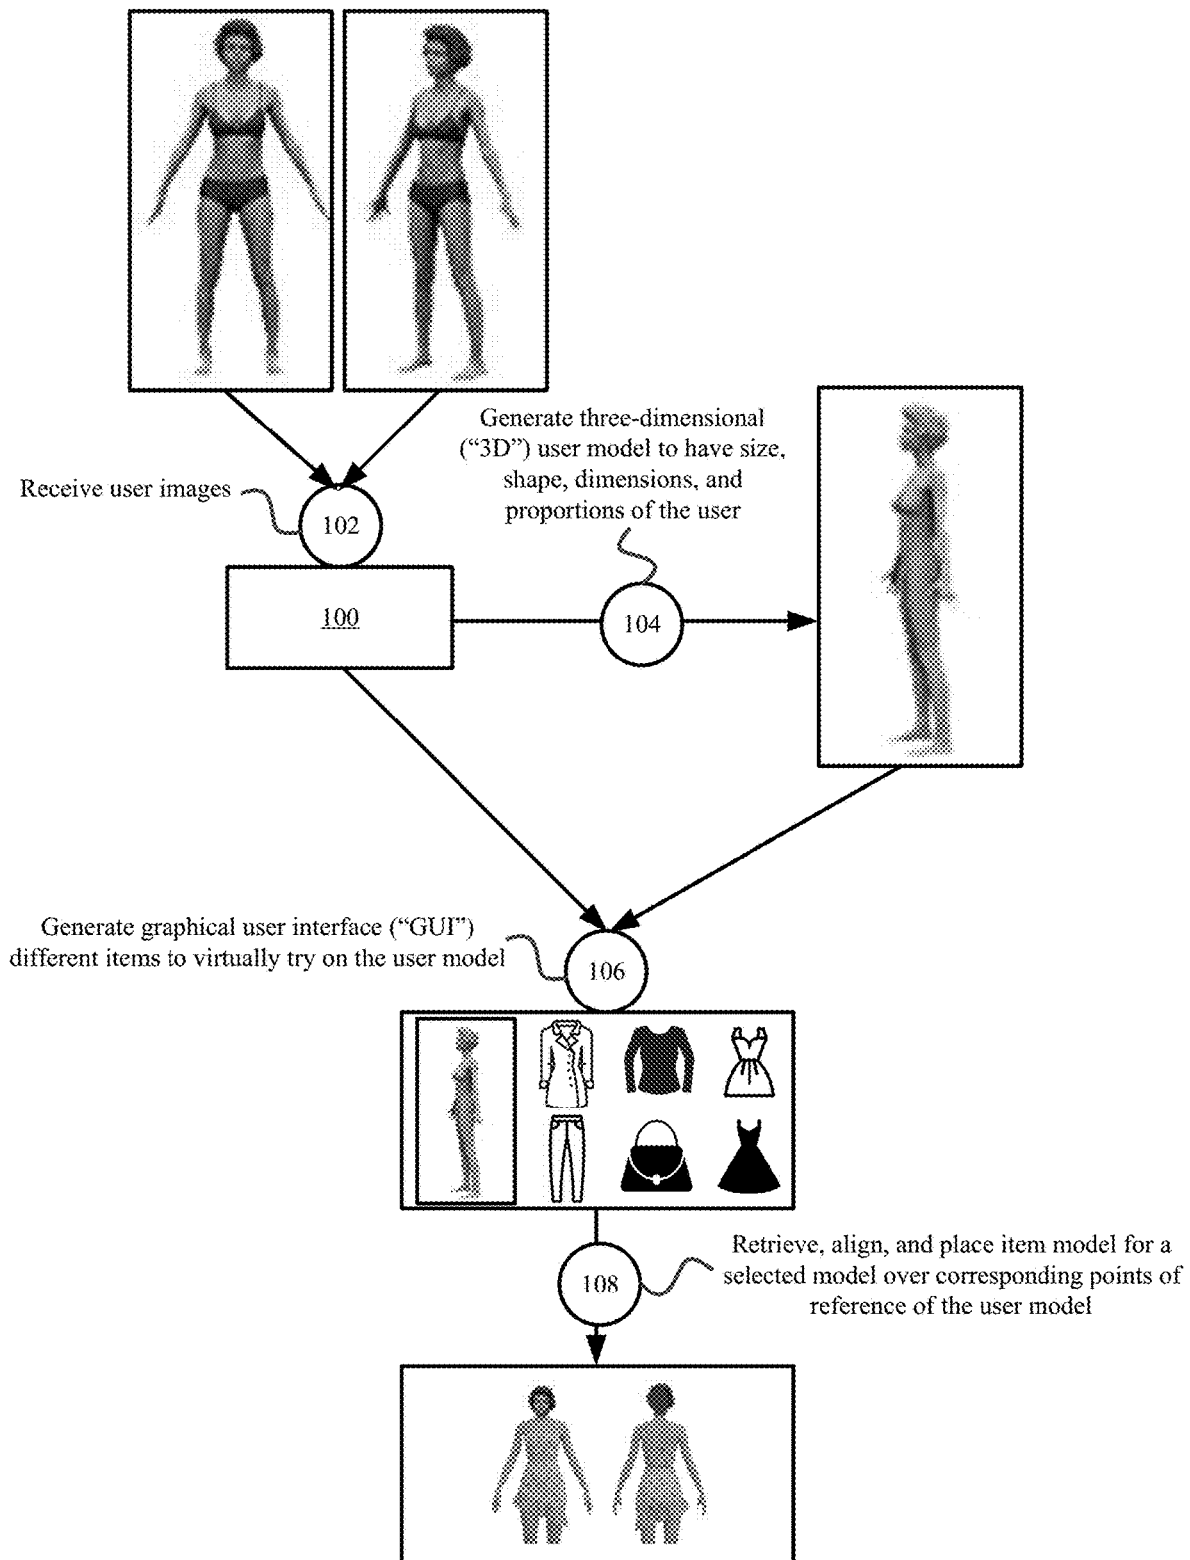 Generate three-dimensional
(“3D”) user model to have size,
shape, dimensions, and
proportions of the user
Receive user images
102
100
104
Generate graphical user interface (“GUI”)
different items to virtually try on the user model
106
Retrieve, align, and place item model for a
selected model over corresponding points of
reference of the user model
108